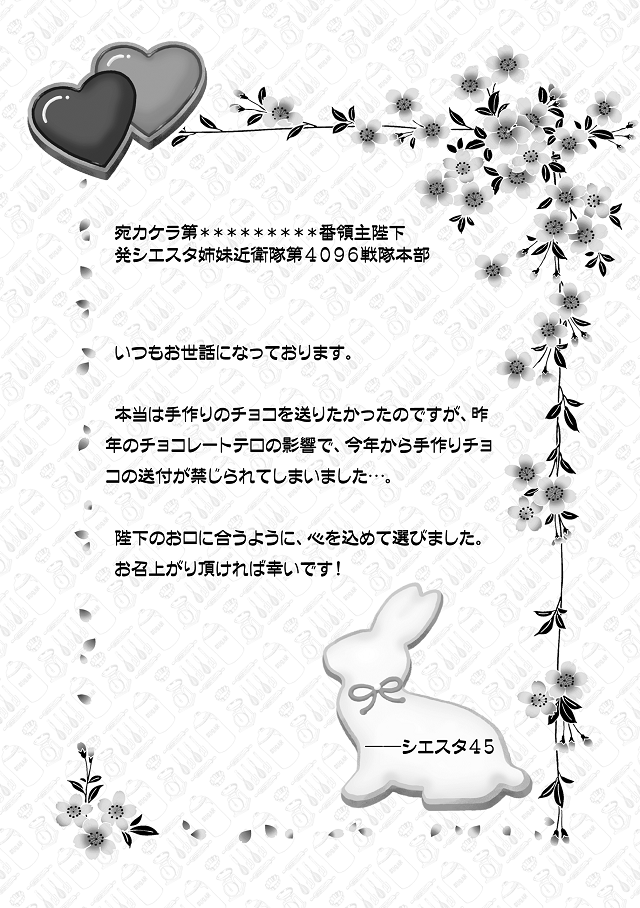 宛カケラ第*********番領主陛下
発シエスタ姉妹近衛隊第4096戦隊本部
いつもお世話になっております。
本当は手作りのチョコを送りたかったのですが、昨
年のチョコレートテロの影響で、今年から手作りチョ
コの送付が禁じられてしまいました…。
陛下のお口に合うように、心を込めて選びました。
お召上がり頂ければ幸いです！
――シエスタ45